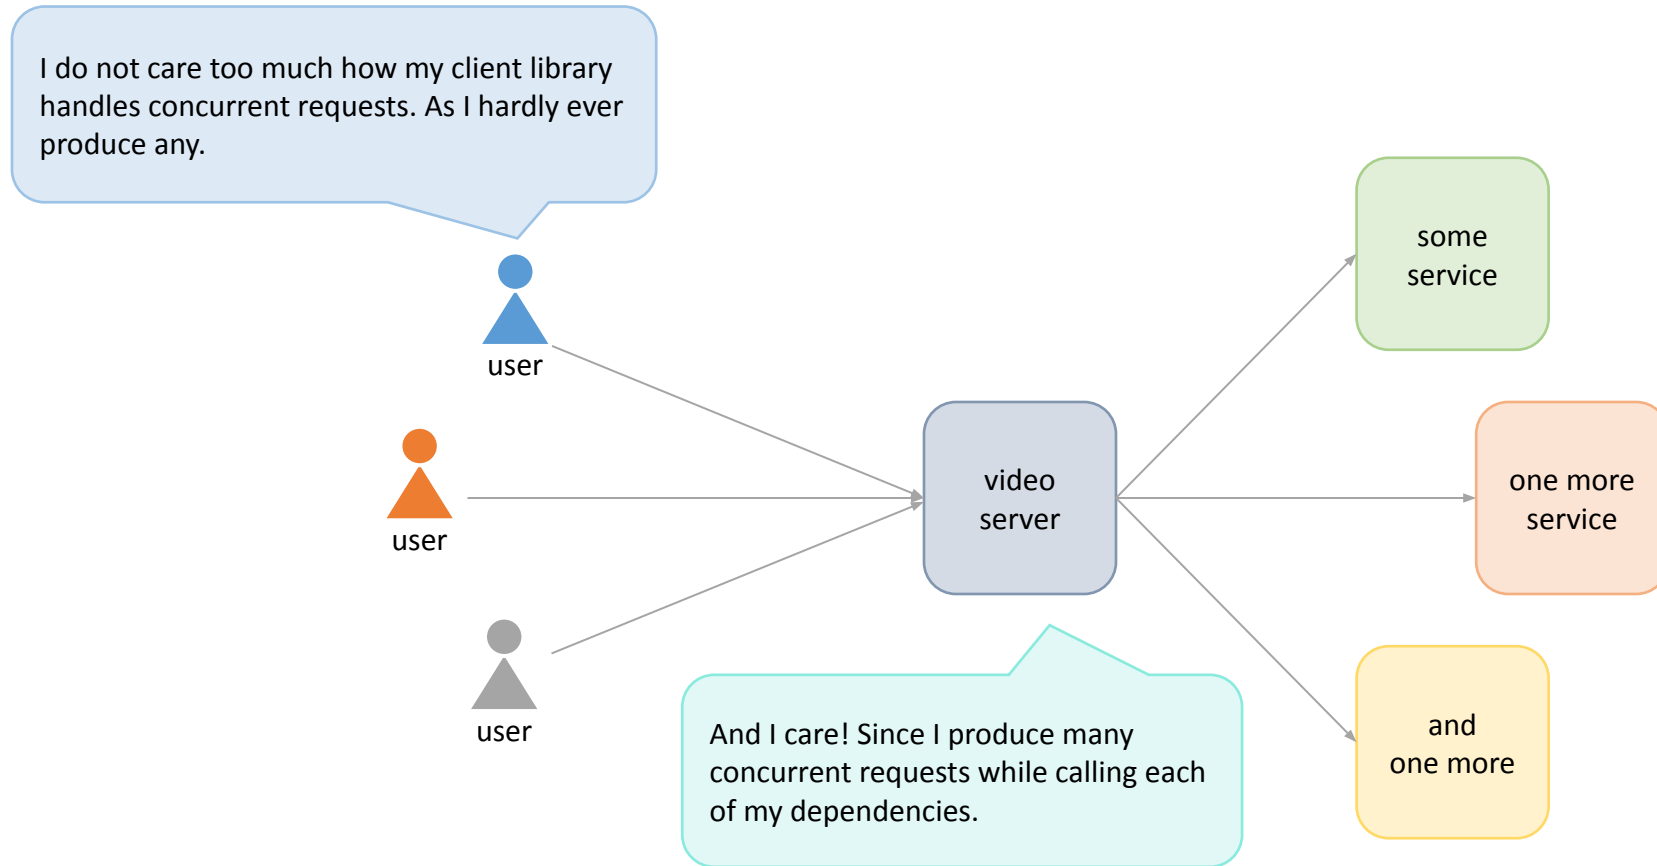 I do not care too much how my client library
handles concurrent requests. As I hardly ever
produce any.
user
user
user
video
server
And I care! Since I produce many
concurrent requests while calling each
of my dependencies.
some
service
one more
service
and
one more